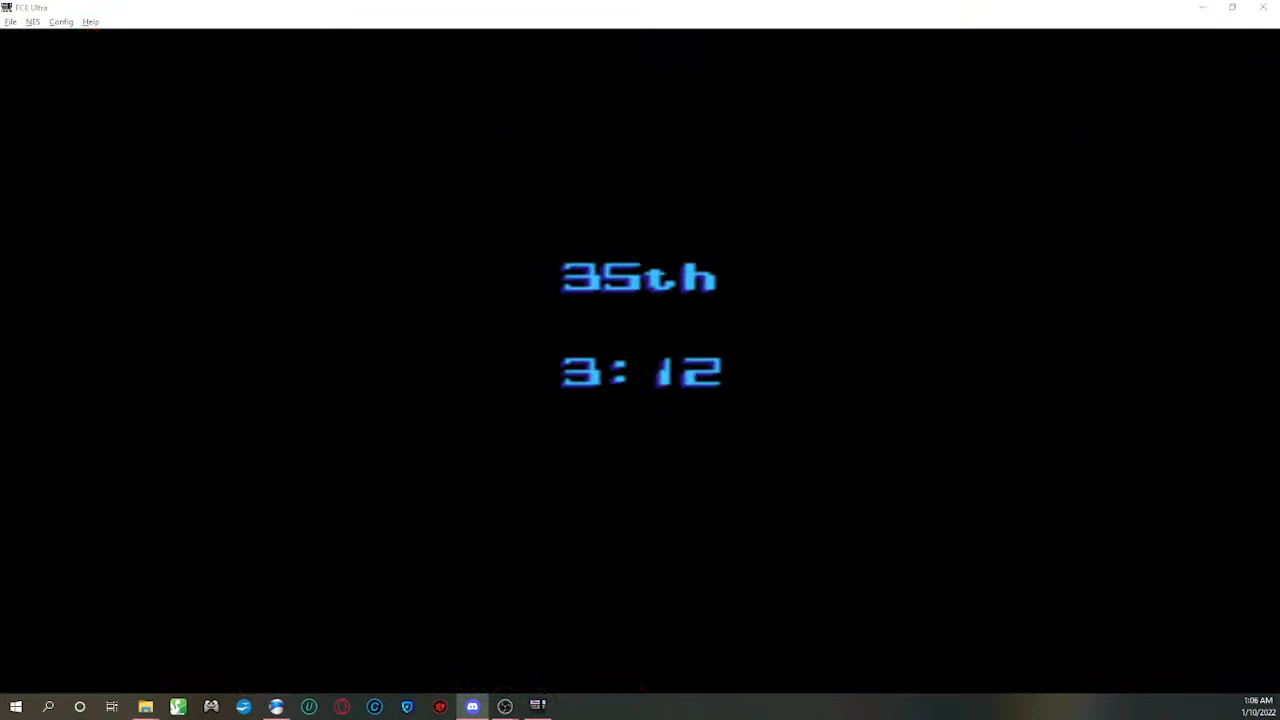 FCE Ultra
File NES Config Help
35th
3:12
1:06 AM
1/10/2022